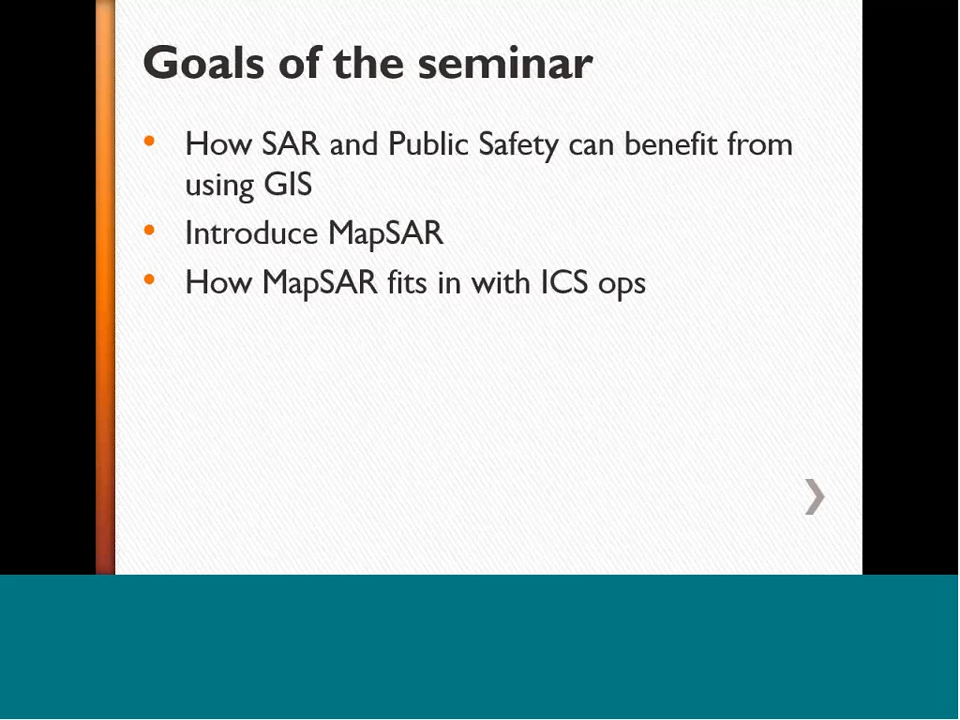 Goals of the seminar
• How SAR and Public Safety can benefit from
using GIS
• Introduce MapSAR
• How MapSAR fits in with ICS ops